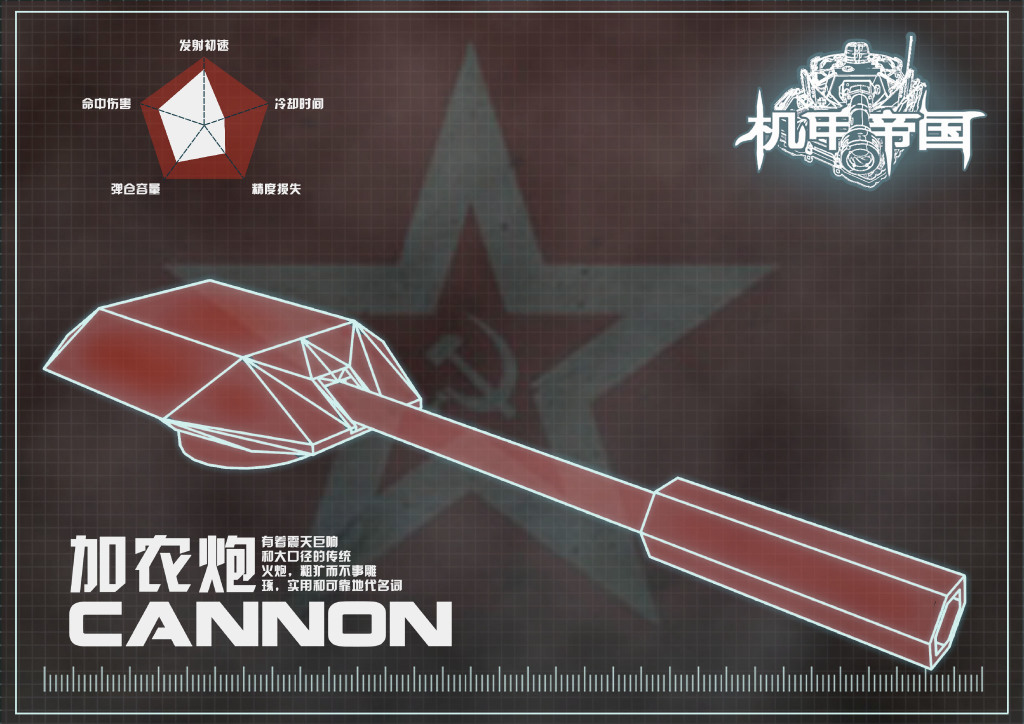 发射初速
命中伤害
冷却时间
弹仓容量
精度损失
机甲帝国
加农炮
有着震天巨响
和大口径的传统
火炮，粗犷而不事雕
琢，实用和可靠地代名词
CANNON